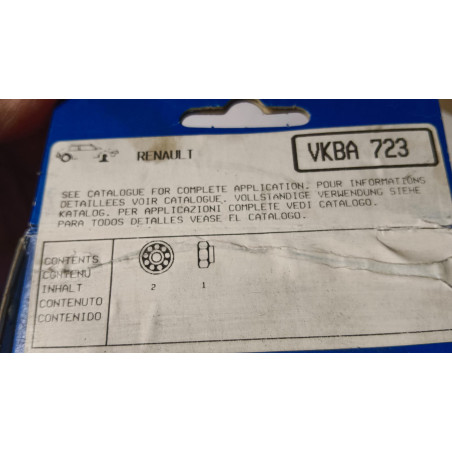 RENAULT
VKBA 723
SEE CATALOGUE FOR COMPLETE APPLICATION. POUR INFORMATIONS
DETAILLEES VOIR CATALOGUE. VOLLSTANDIGE VERWENDUNG SIEHE
KATALOG. PER APPLICAZIONI COMPLETE VEDI CATALOGO.
PARA TODOS DETALLES VEASE EL CATALOGO.
CONTENTS
CONTENU
INHALT 2 1
CONTENUTO
CONTENIDO